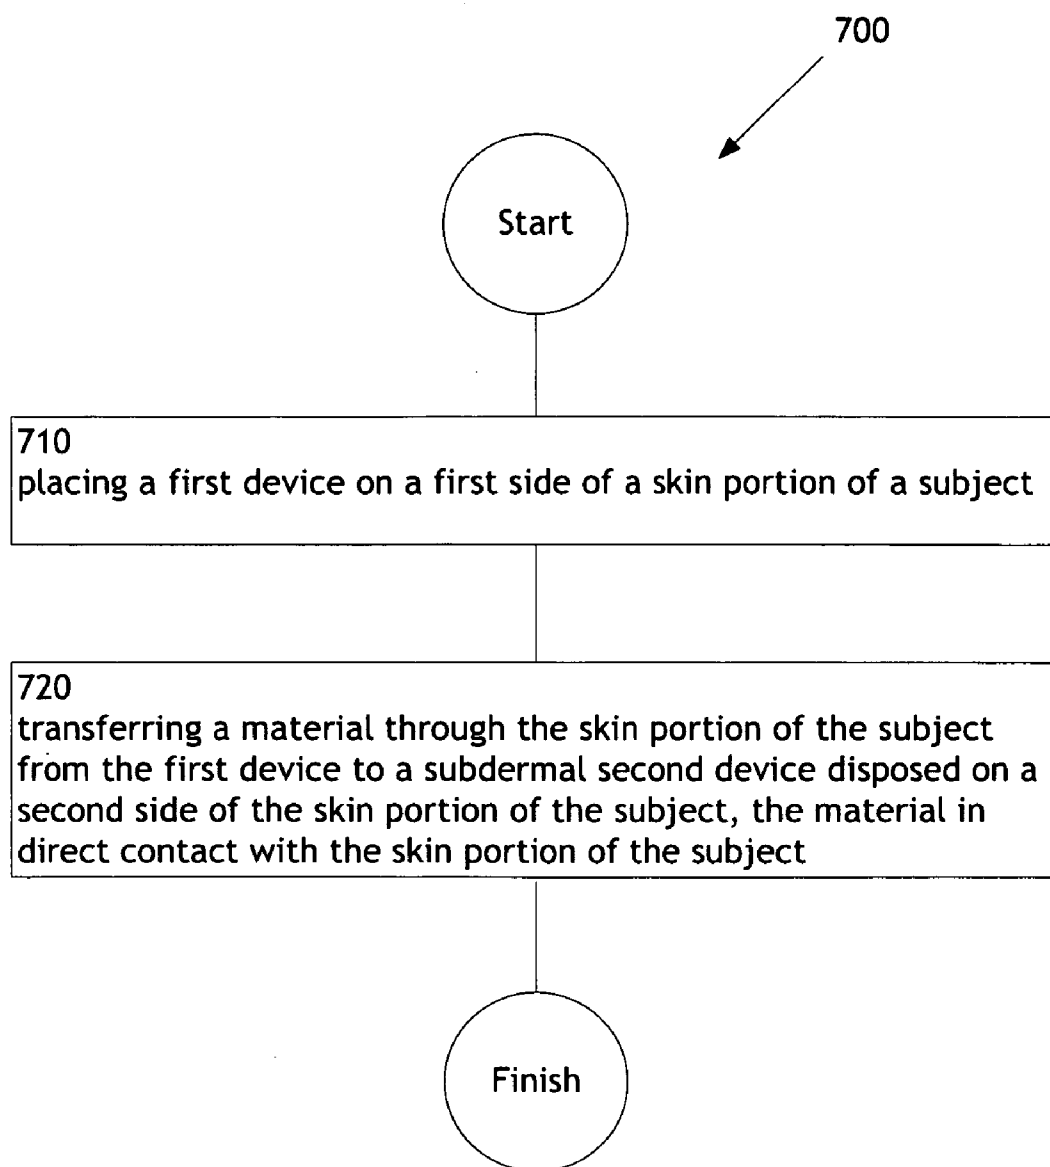 700
Start
710
placing a first device on a first side of a skin portion of a subject
720
transferring a material through the skin portion of the subject
from the first device to a subdermal second device disposed on a
second side of the skin portion of the subject, the material in
direct contact with the skin portion of the subject
Finish